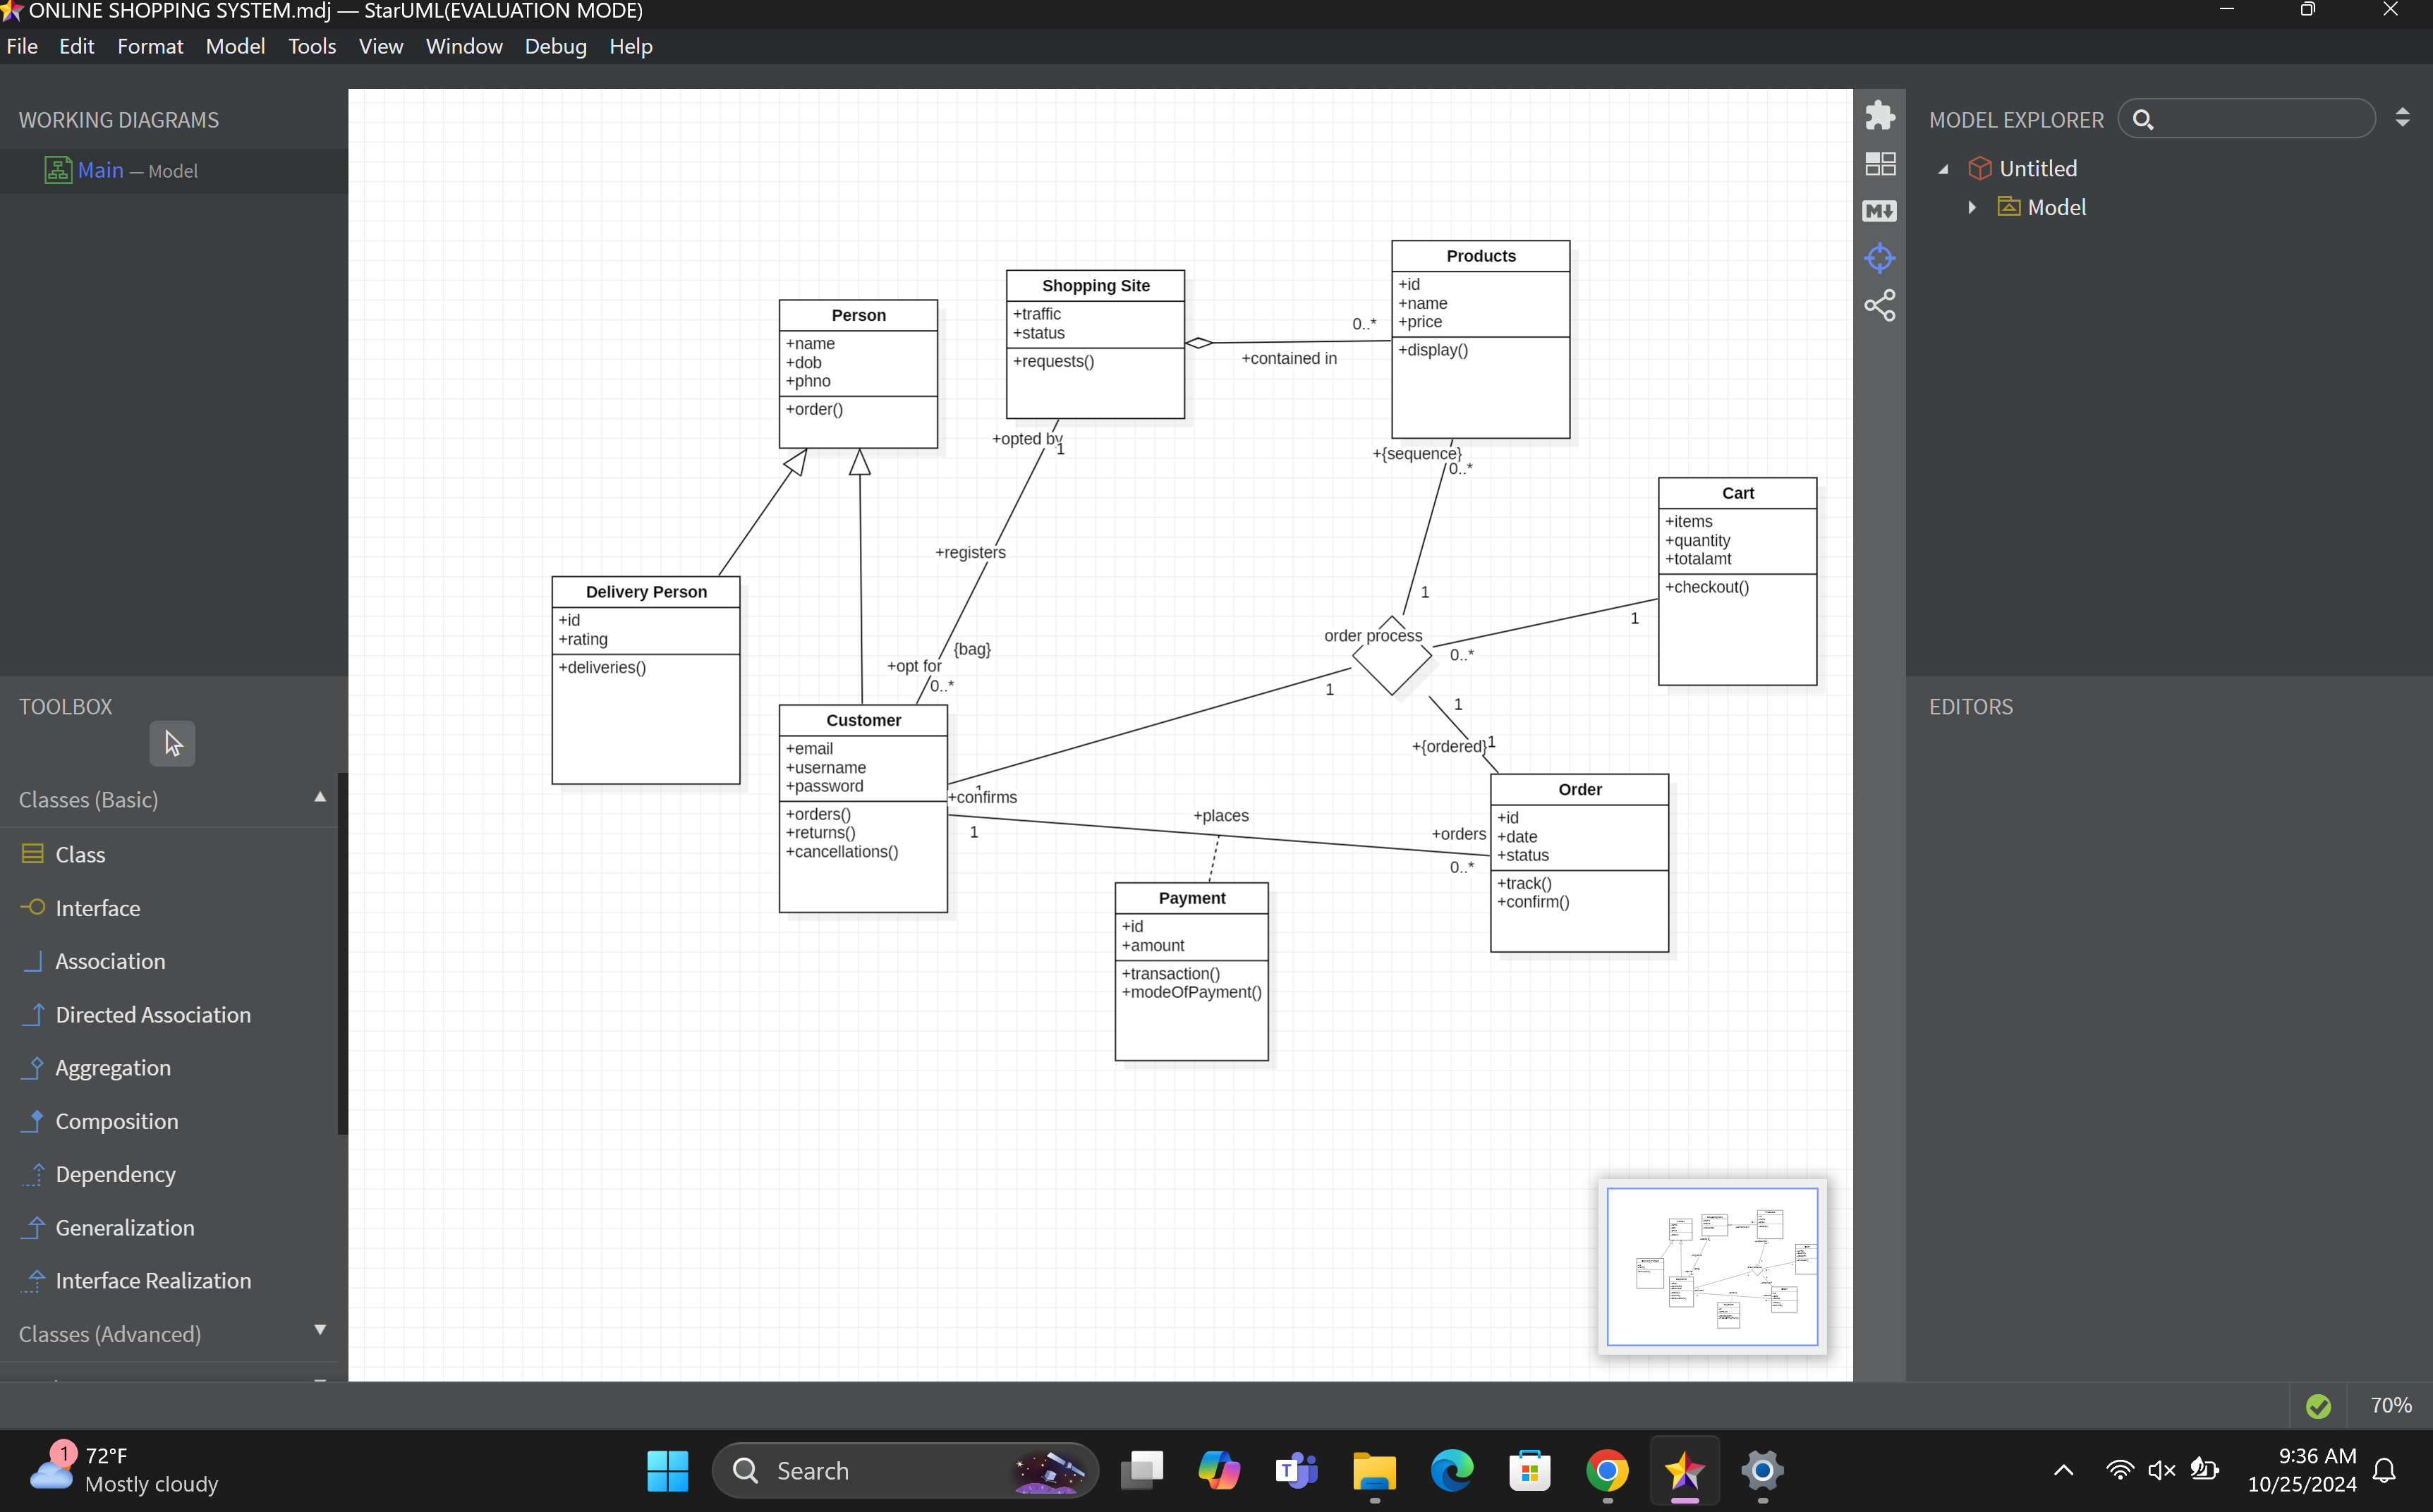 ONLINE SHOPPING SYSTEM.mdj — StarUML(EVALUATION MODE)
File Edit Format Model Tools View Window Debug Help
WORKING DIAGRAMS
Main — Model
TOOLBOX
Classes (Basic)
Class
Interface
Association
Directed Association
Aggregation
Composition
Dependency
Generalization
Interface Realization
Classes (Advanced)
Person
+name
+dob
+phno
+order()
Shopping Site
+traffic
+status
+requests()
0..*
+contained in
Products
+id
+name
+price
+display()
+opted by
1
+registers
{bag}
+opt for
0..*
+{sequence}
0..*
1
order process
Cart
+items
+quantity
+totalamt
+checkout()
1
0..*
1
1
+{ordered}
1
Delivery Person
+id
+rating
+deliveries()
Customer
+email
+username
+password
+orders()
+returns()
+cancellations()
1
+confirms
1
+places
+orders
0..*
Order
+id
+date
+status
+track()
+confirm()
Payment
+id
+amount
+transaction()
+modeOfPayment()
M
MODEL EXPLORER
Untitled
Model
EDITORS
70%
1
72°F
Mostly cloudy
Search
T
9:36 AM
10/25/2024